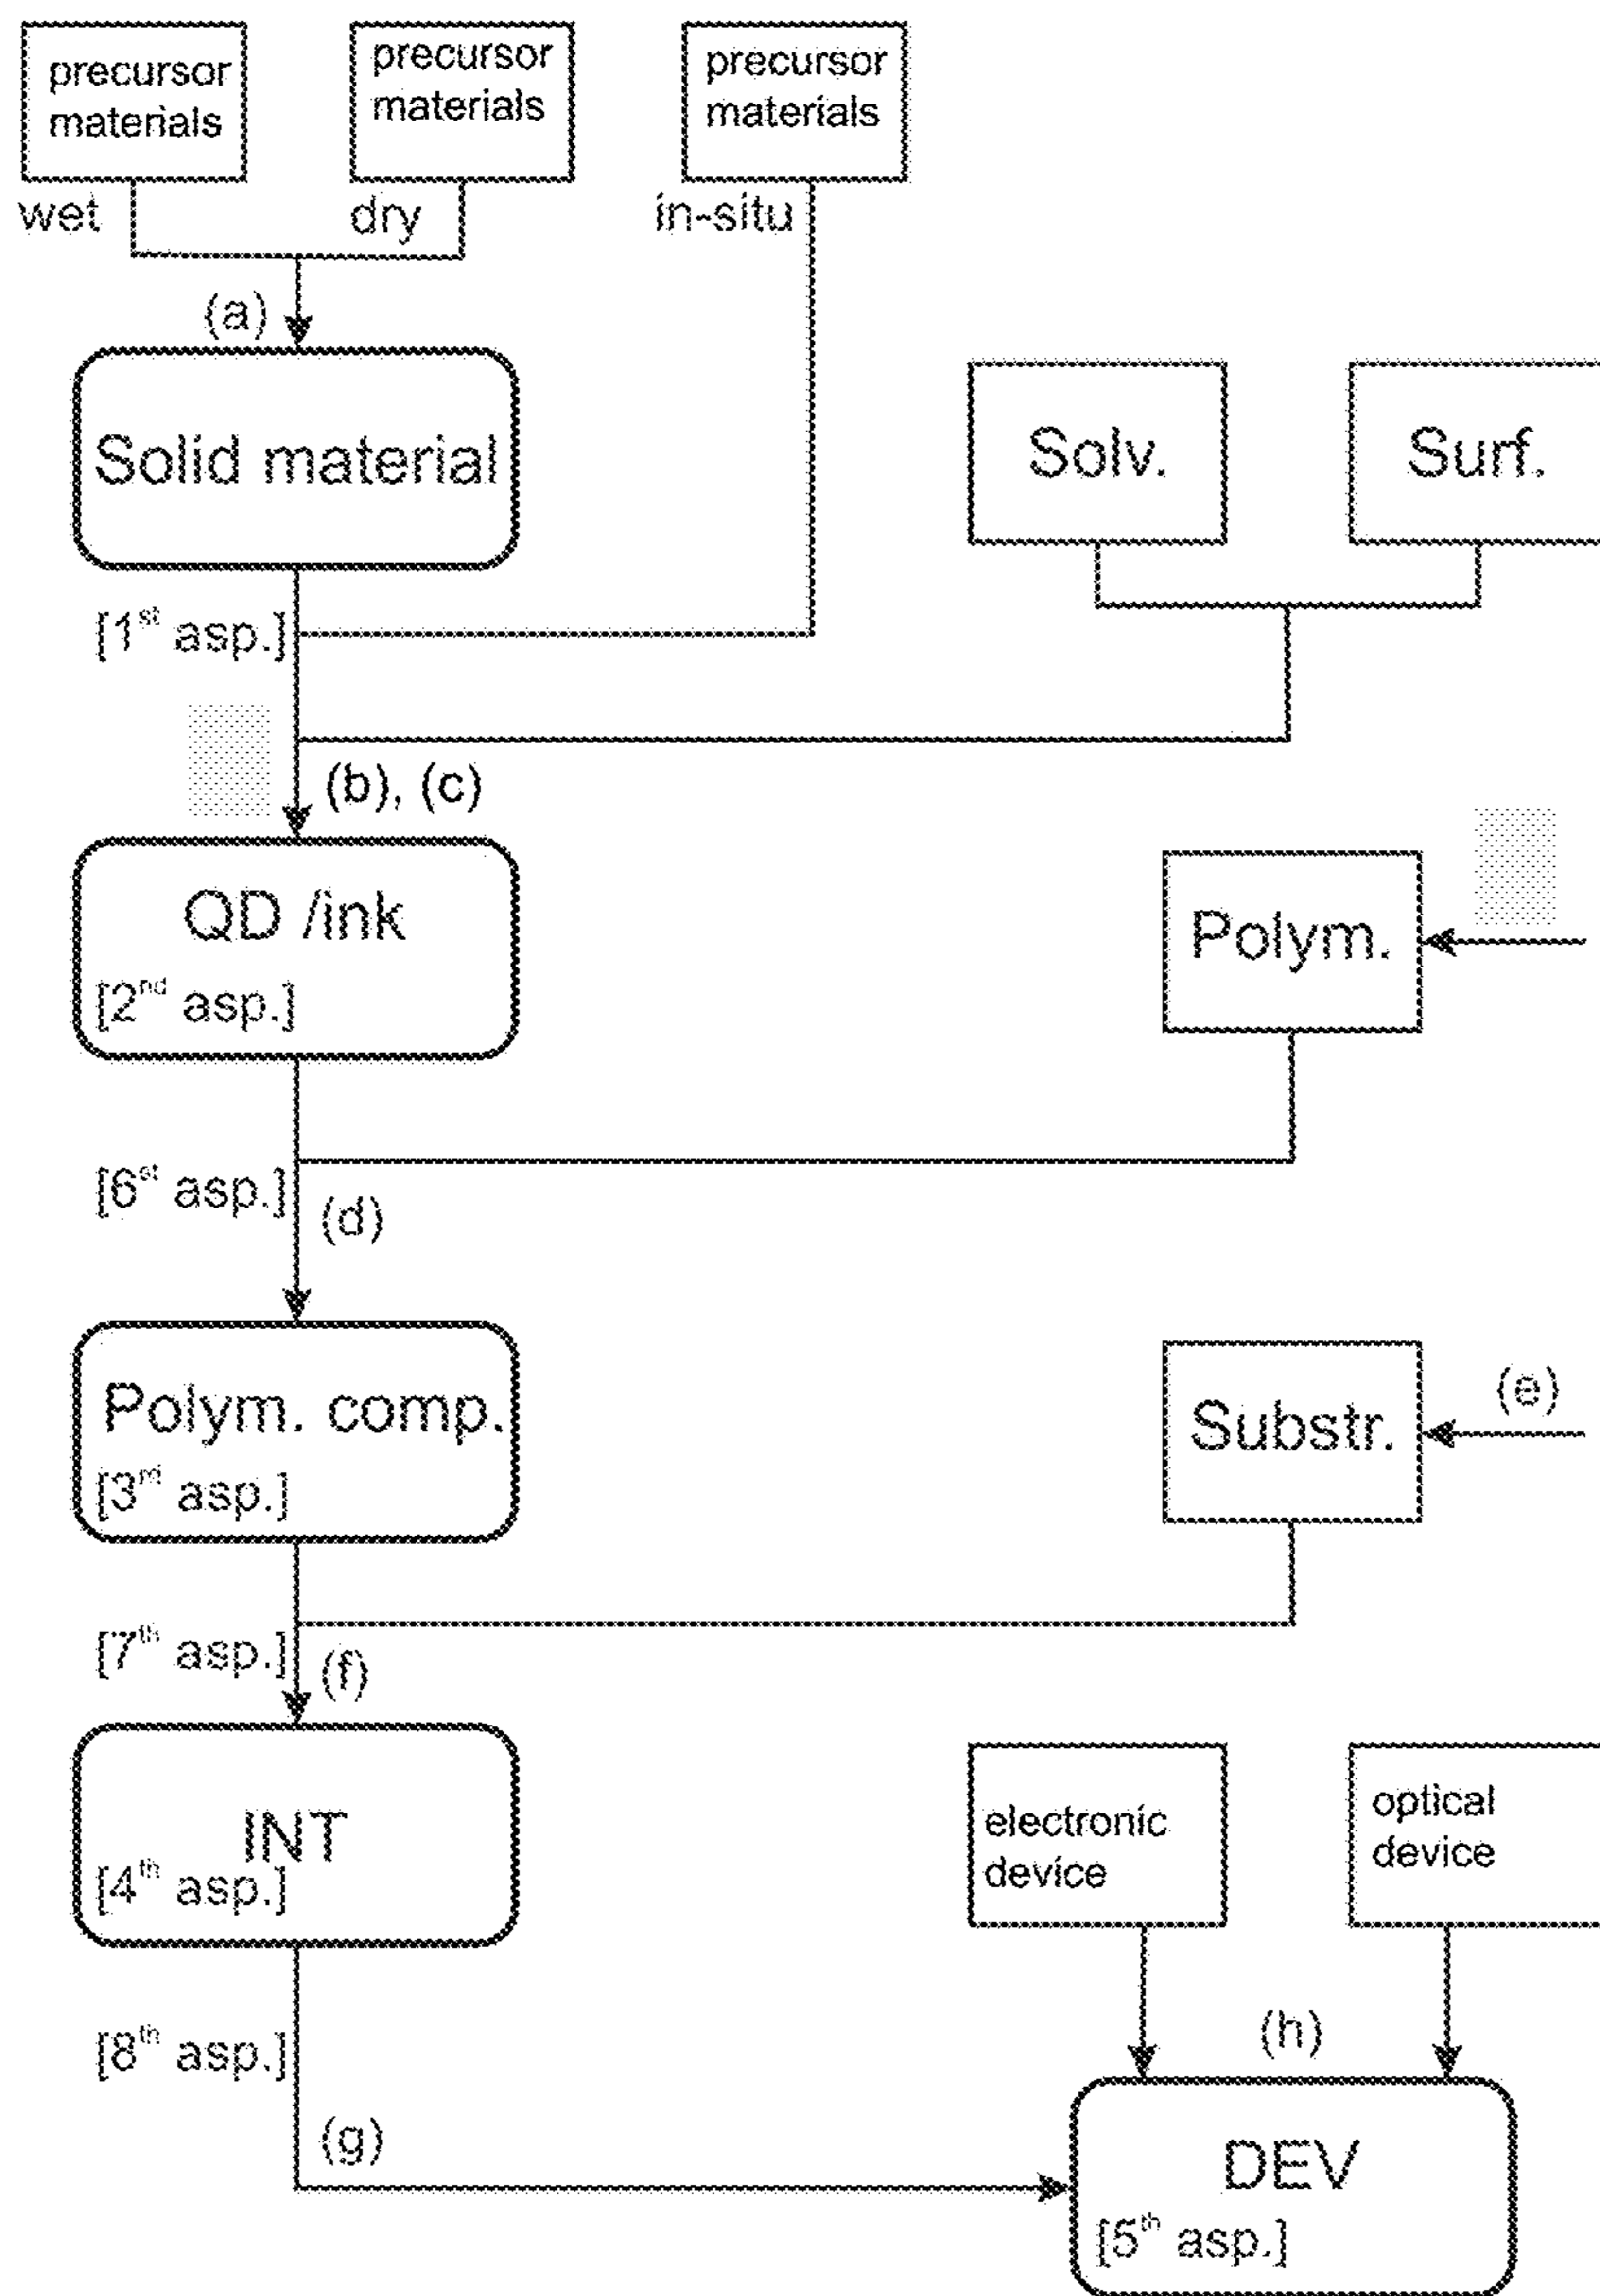 precursor
materials
precursor
materials
precursor
materials
wet
dry
in-situ
(a)
Solid material
Solv.
Surf.
[1st asp.]
(b), (c)
QD /ink
[2nd asp.]
Polym.
[6st asp.]
(d)
Polym. comp.
[3rd asp.]
Substr.
(e)
[7th asp.]
(f)
INT
[4th asp.]
electronic
device
optical
device
[8th asp.]
(h)
(g)
DEV
[5th asp.]